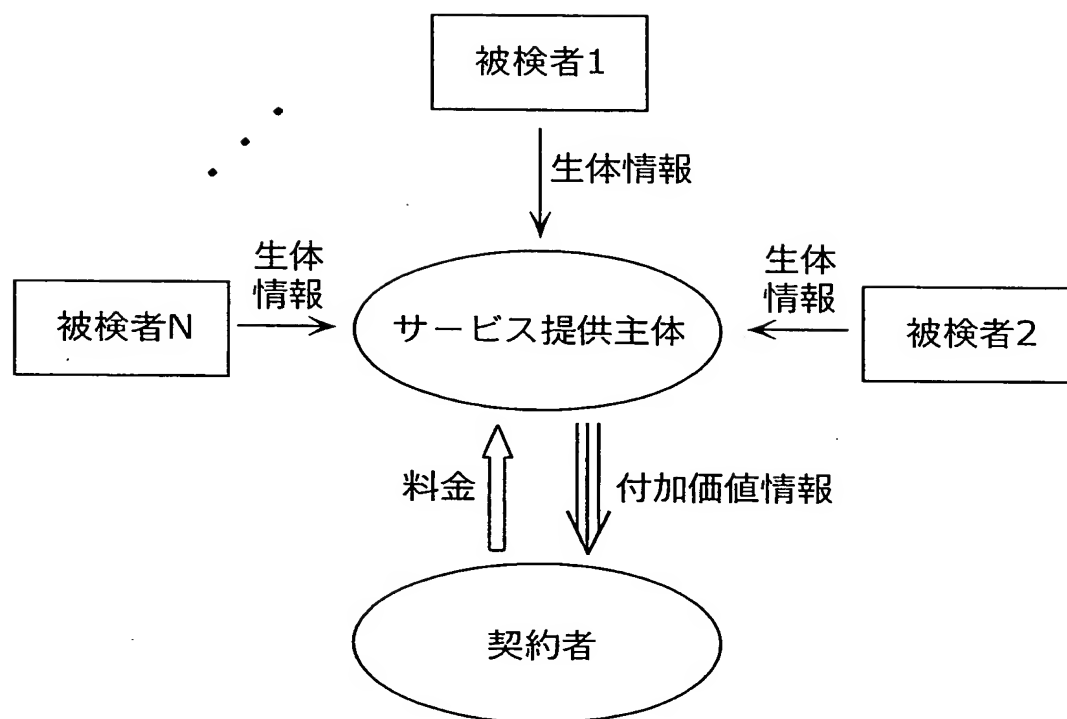 被検者1
生体情報
生体
情報
生体
情報
被検者N
サービス提供主体
被検者2
料金
付加価値情報
契約者